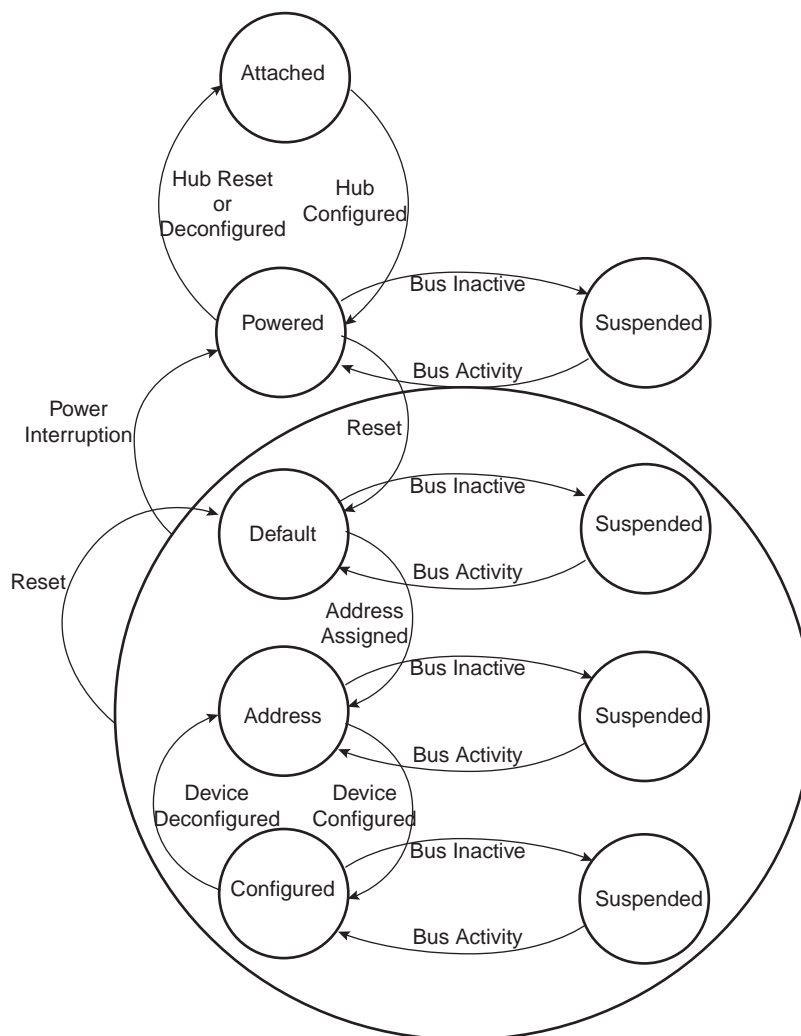 Attached
Hub Reset
or
Deconfigured
Hub
Configured
Powered
Bus Inactive
Suspended
Bus Activity
Power
Interruption
Reset
Default
Bus Inactive
Suspended
Bus Activity
Reset
Address
Assigned
Address
Bus Inactive
Suspended
Bus Activity
Device
Deconfigured
Device
Configured
Configured
Bus Inactive
Suspended
Bus Activity